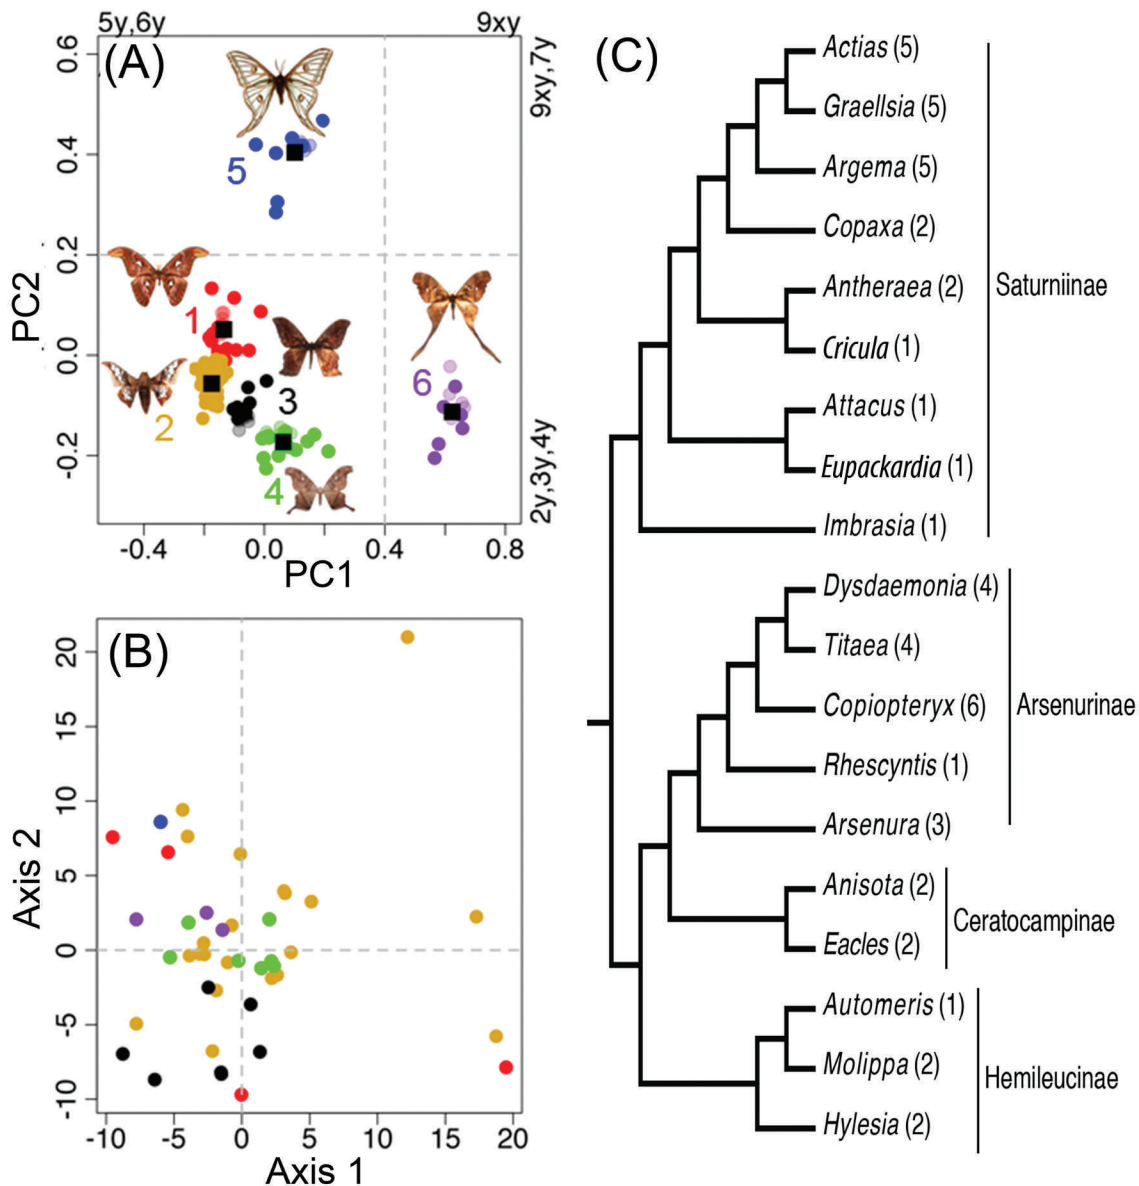 5y,6y 9xy
(A)
0.6
0.4
0.2
0.0
-0.2
PC2
5
1
2
3
4
6
9xy,7y
2y,3y,4y
-0.4 0.0 0.4 0.8
PC1
(B)
20
15
10
5
0
-5
-10
Axis 2
-10 -5 0 5 10 15 20
Axis 1
(C)
Actias (5)
Graellsia (5)
Argema (5)
Copaxa (2)
Antheraea (2)
Cricula (1)
Attacus (1)
Eupackardia (1)
Imbrasia (1)
Saturniinae
Dysdaemonia (4)
Titaea (4)
Copiopteryx (6)
Rhescyntis (1)
Arsenura (3)
Arsenurinae
Anisota (2)
Eacles (2)
Ceratocampinae
Automeris (1)
Molippa (2)
Hylesia (2)
Hemileucinae